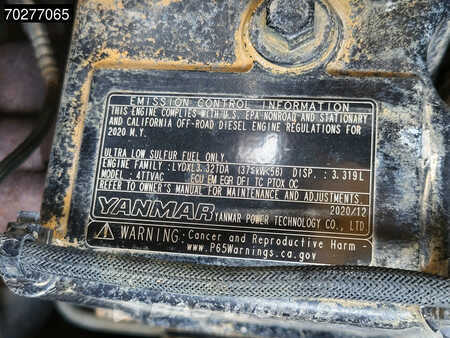 70277065
EMISSION CONTROL INFORMATION
THIS ENGINE COMPLIES WITH U.S. EPA NONROAD AND STATIONARY
AND CALIFORNIA OFF-ROAD DIESEL ENGINE REGULATIONS FOR
2020 M.Y.
ULTRA LOW SULFUR FUEL ONLY.
ENGINE FAMILY : LYDXL3.32TDA (37≤kW<56) DISP. : 3.319L
MODEL : 4TTVAC ECU EM EGR DFI TC PTOX OC
REFER TO OWNER'S MANUAL FOR MAINTENANCE AND ADJUSTMENTS.
2020/12
YANMAR YANMAR POWER TECHNOLOGY CO., LTD
WARNING: Cancer and Reproductive Harm -
www.P65Warnings.ca.gov